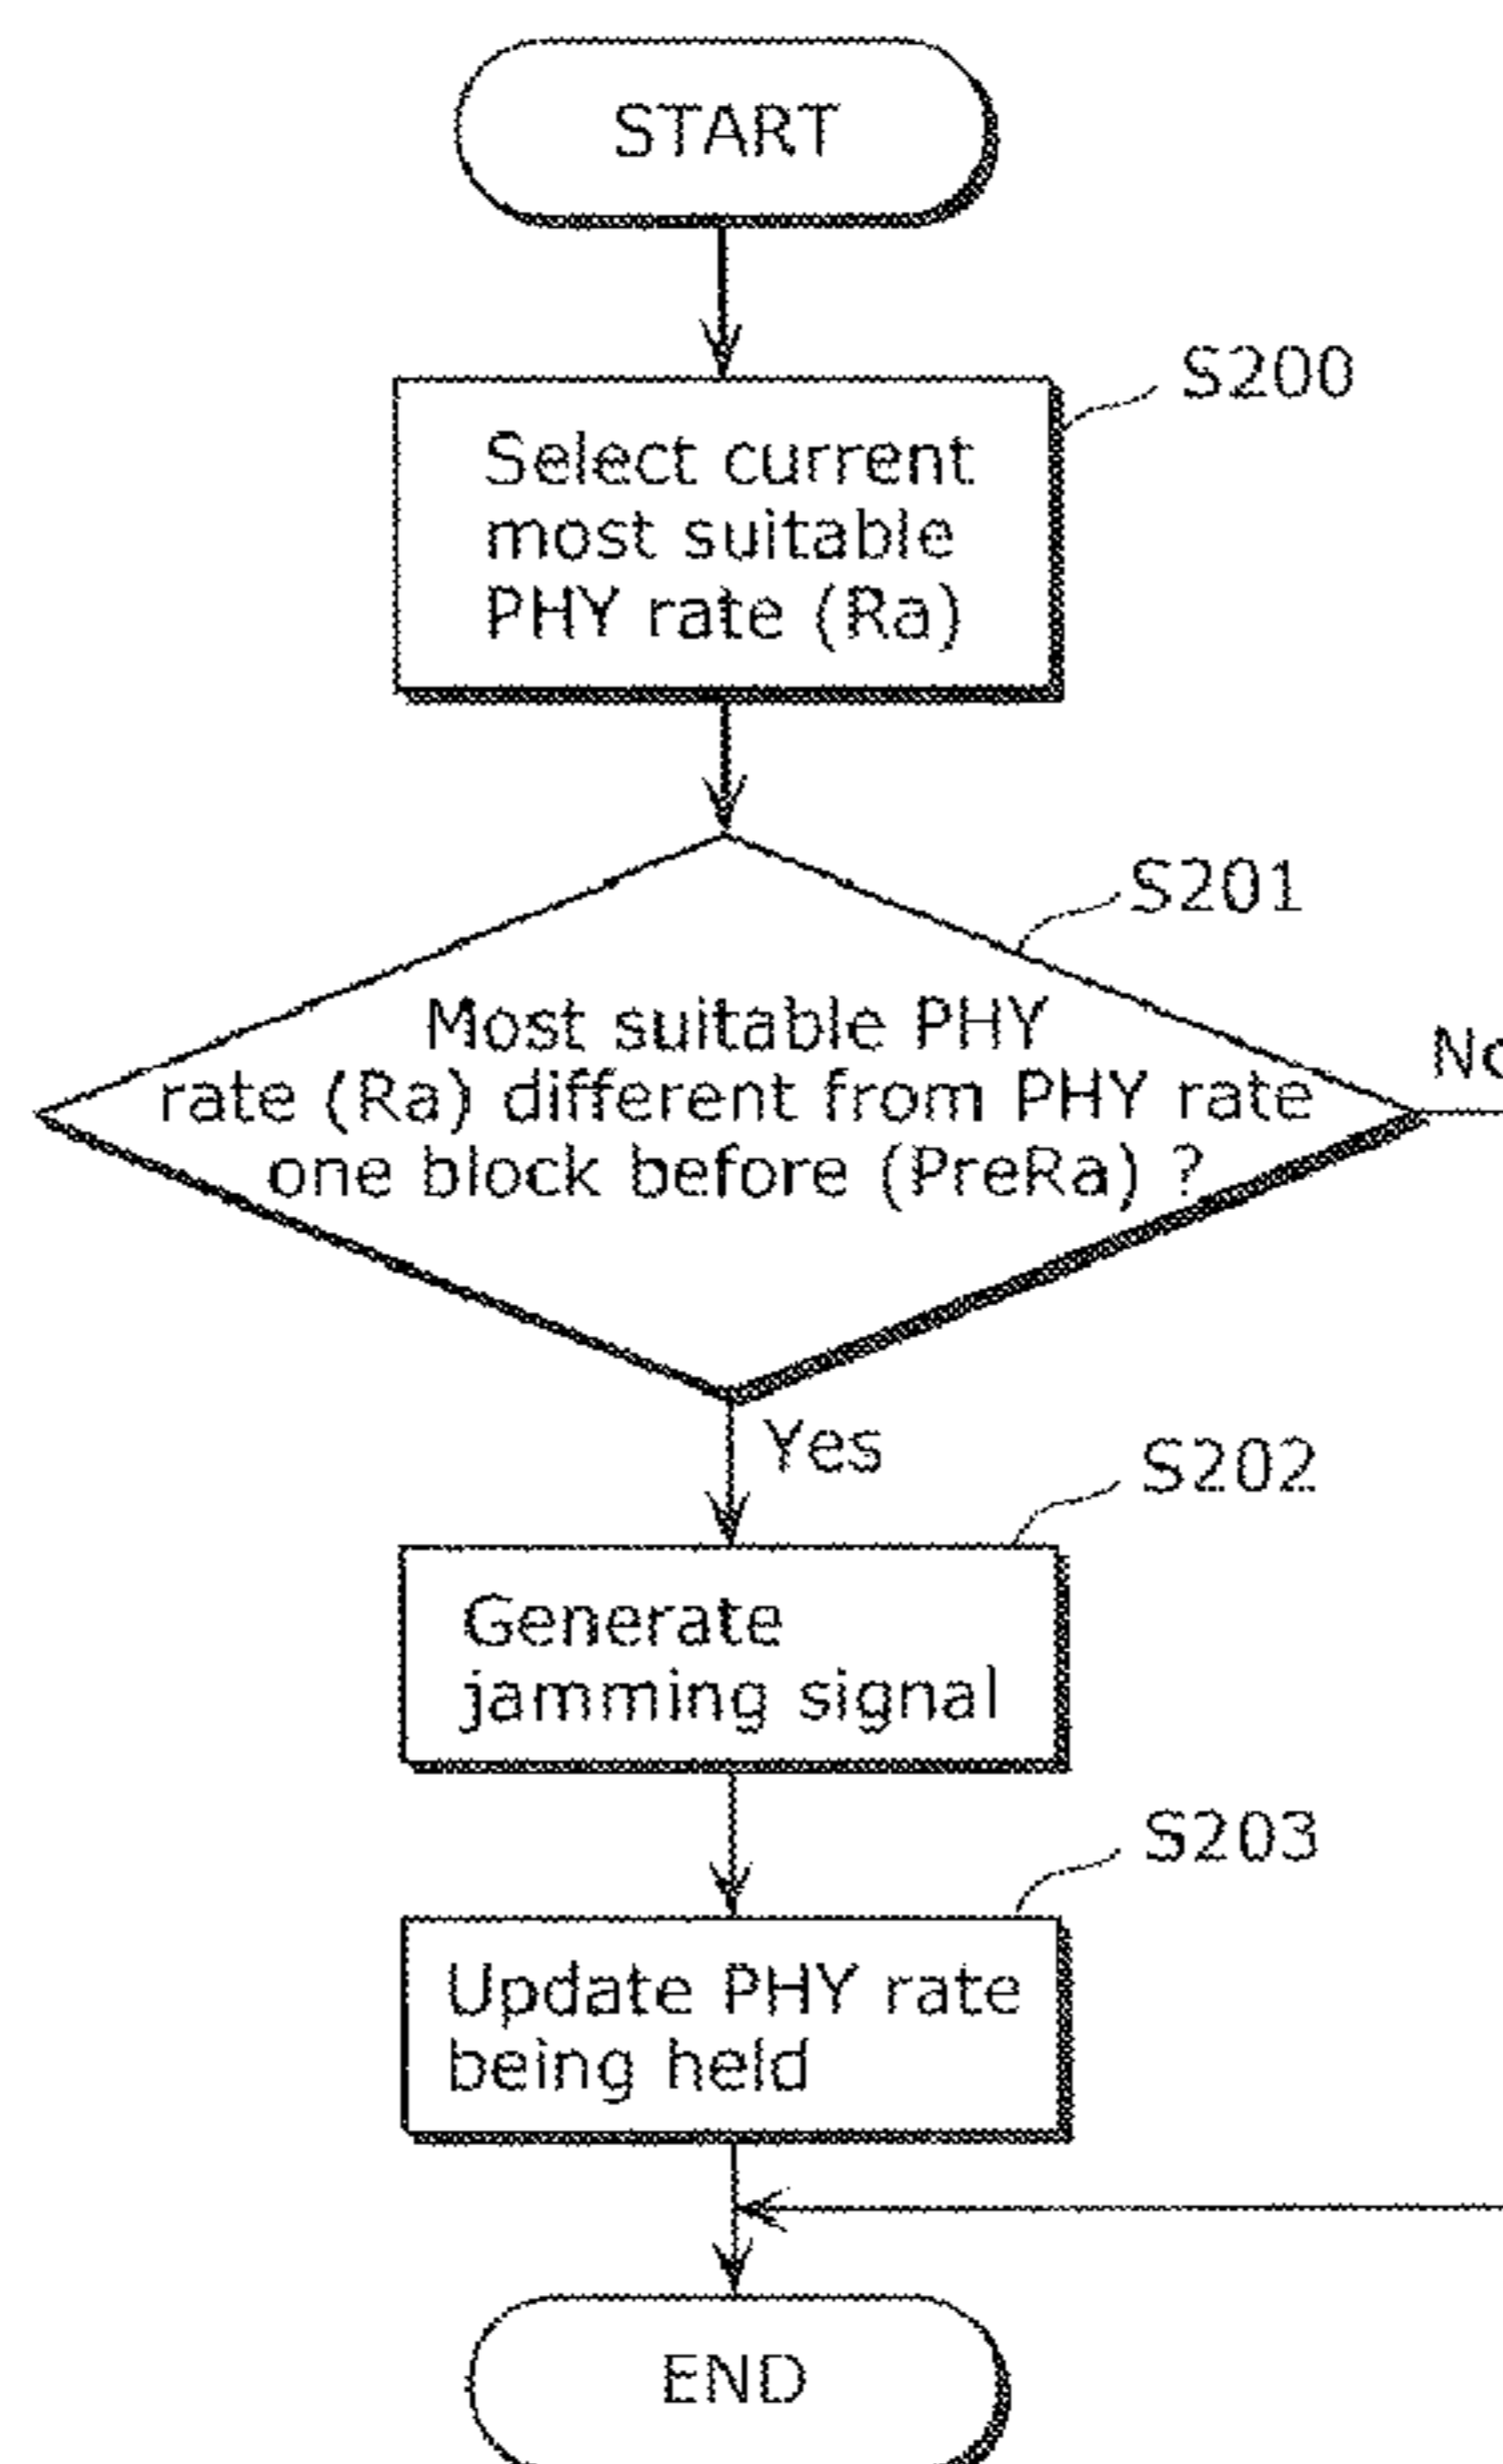 START
S200
Select current
most suitable
PHY rate (Ra)
S201
Most suitable PHY
No
rate (Ra) different from PHY rate
one block before (PreRa) ?
Yes
S202
Generate
jamming signal
S203
Update PHY rate
being held
END